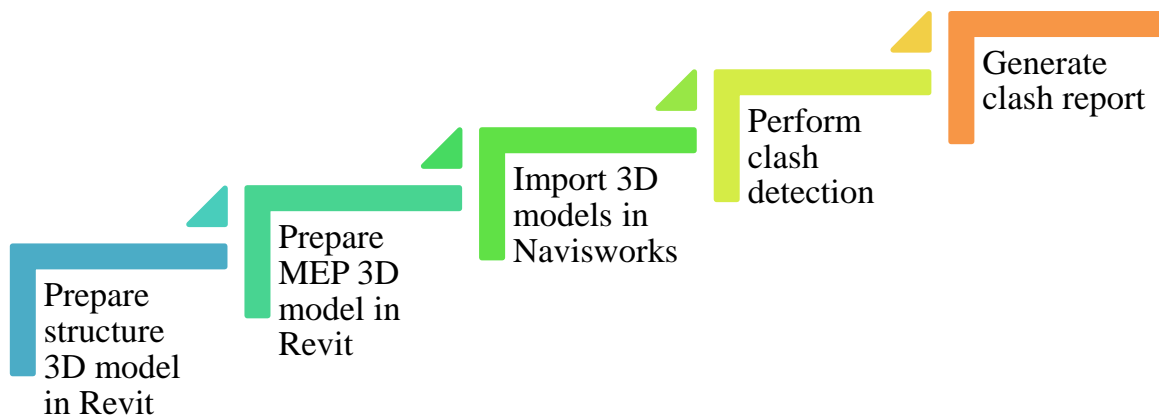 Prepare
structure
3D model
in Revit
Prepare
MEP 3D
model in
Revit
Import 3D
models in
Navisworks
Perform
clash
detection
Generate
clash report